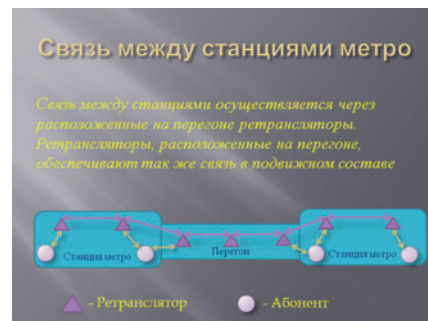 Связь между станциями метро
Связь между станциями осуществляется через
расположенные на перегоне ретрансляторы.
Ретрансляторы, расположенные на перегоне,
обеспечивают так же связь в подвижном составе
Станция метро
Перегон
Станция метро
- Ретранслятор
- Абонент